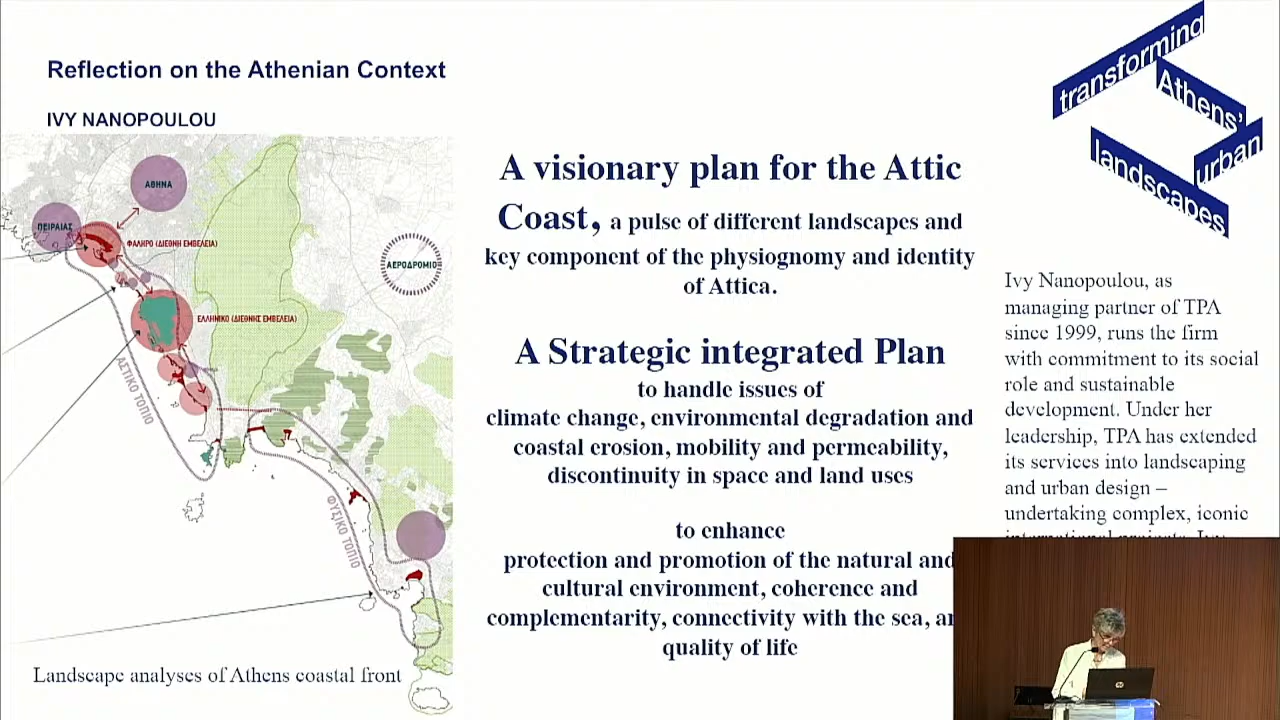 Reflection on the Athenian Context
IVY NANOPOULOU
ΑΘΗΝΑ
ΠΕΙΡΑΙΑΣ
ΦΑΛΗΡΟ (ΔΙΕΘΝΗ ΕΜΒΕΛΕΙΑ)
ΑΕΡΟΔΡΟΜΙΟ
ΕΛΛΗΝΙΚΟ (ΔΙΕΘΝΗ ΕΜΒΕΛΕΙΑ)
ΑΣΤΙΚΟ ΤΟΠΙΟ
ΦΥΣΙΚΟ ΤΟΠΙΟ
Landscape analyses of Athens coastal front
A visionary plan for the Attic
Coast, a pulse of different landscapes and
key component of the physiognomy and identity
of Attica.
A Strategic integrated Plan
to handle issues of
climate change, environmental degradation and
coastal erosion, mobility and permeability,
discontinuity in space and land uses
to enhance
protection and promotion of the natural and
cultural environment, coherence and
complementarity, connectivity with the sea,
quality of life
transforming
Athens'
urban
landscapes
Ivy Nanopoulou, as
managing partner of TPA
since 1999, runs the firm
with commitment to its social
role and sustainable
development. Under her
leadership, TPA has extended
its services into landscaping
and urban design –
undertaking complex, iconic